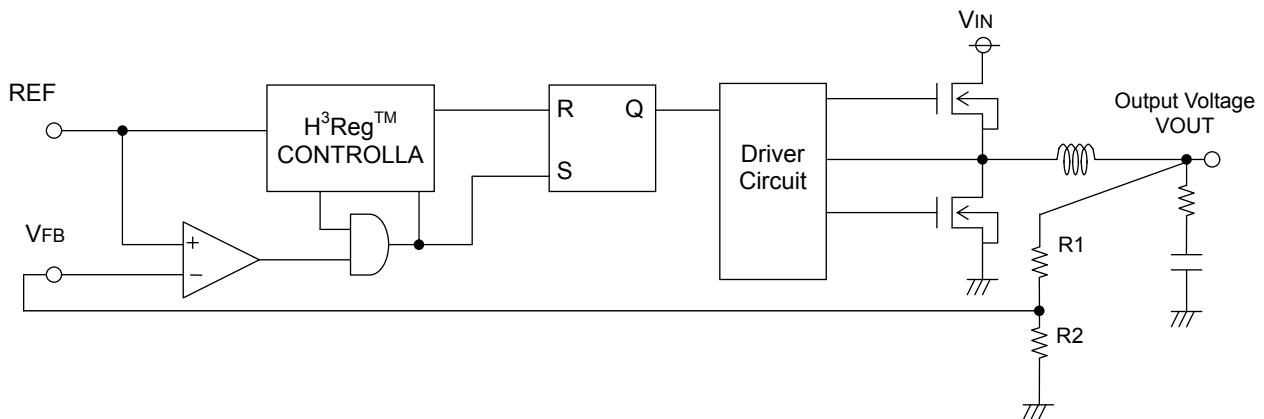 VIN
REF
Output Voltage
VOUT
H³Reg™
CONTROLLA
R
Q
S
Driver
Circuit
VFB
+
−
R1
R2